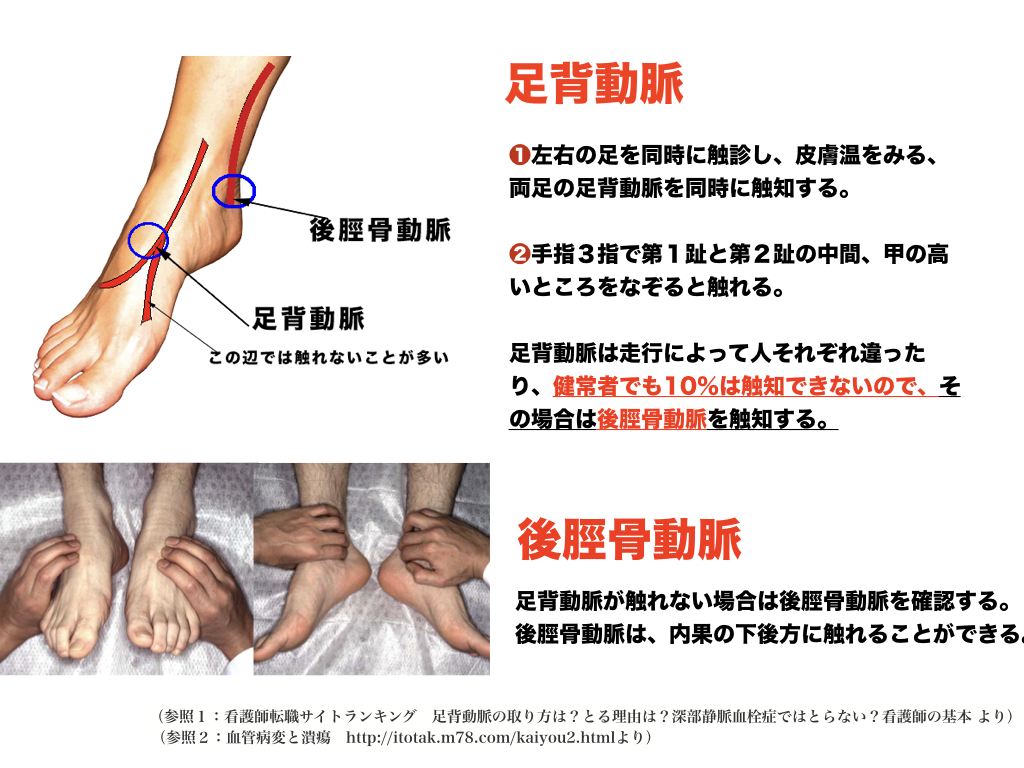 足背動脈
❶左右の足を同時に触診し、皮膚温をみる、
両足の足背動脈を同時に触知する。
❷手指３指で第１趾と第２趾の中間、甲の高
いところをなぞると触れる。
足背動脈は走行によって人それぞれ違った
り、健常者でも10%は触知できないので、そ
の場合は後脛骨動脈を触知する。
後脛骨動脈
足背動脈
この辺では触れないことが多い
後脛骨動脈
足背動脈が触れない場合は後脛骨動脈を確認する。
後脛骨動脈は、内果の下後方に触れることができる。
（参照１：看護師転職サイトランキング　足背動脈の取り方は？とる理由は？深部静脈血栓症ではとらない？看護師の基本 より）
（参照２：血管病変と潰瘍　http://itotak.m78.com/kaiyou2.htmlより）